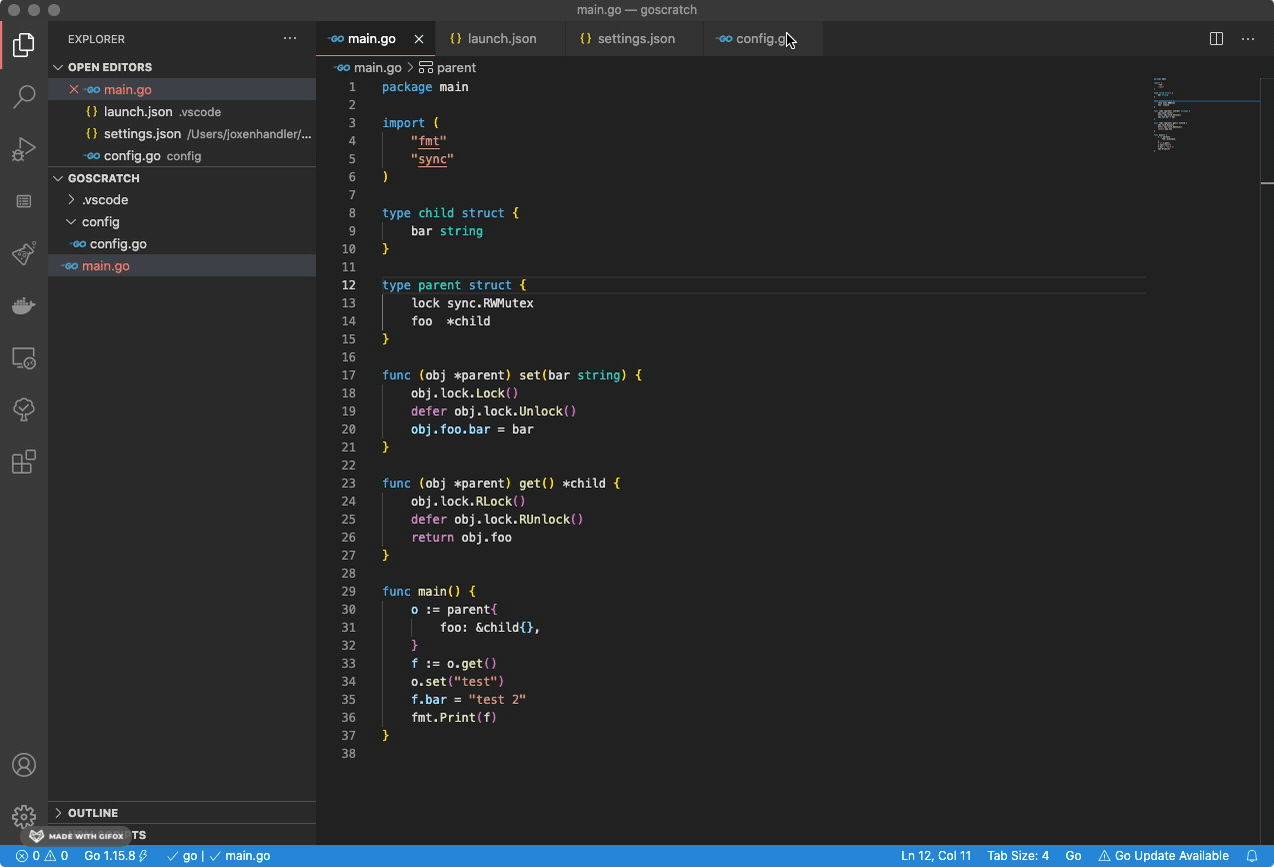 main.go — goscratch
EXPLORER
OPEN EDITORS
main.go
launch.json .vscode
settings.json /Users/joxenhandler/...
config.go config
GOSCRATCH
.vscode
config
config.go
main.go
OUTLINE
MADE WITH GIFOX
main.go
launch.json
settings.json
main.go > parent
1 package main
2
3 import (
4 "fmt"
5 "sync"
6 )
7
8 type child struct {
9 bar string
10 }
11
12 type parent struct {
13 lock sync.RWMutex
14 foo *child
15 }
16
17 func (obj *parent) set(bar string) {
18 obj.lock.Lock()
19 defer obj.lock.Unlock()
20 obj.foo.bar = bar
21 }
22
23 func (obj *parent) get() *child {
24 obj.lock.RLock()
25 defer obj.lock.RUnlock()
26 return obj.foo
27 }
28
29 func main() {
30 o := parent{
31 foo: &child{},
32 }
33 f := o.get()
34 o.set("test")
35 f.bar = "test 2"
36 fmt.Print(f)
37 }
38
0 0 Go 1.15.8 go | main.go
Ln 12, Col 11 Tab Size: 4 Go Go Update Available